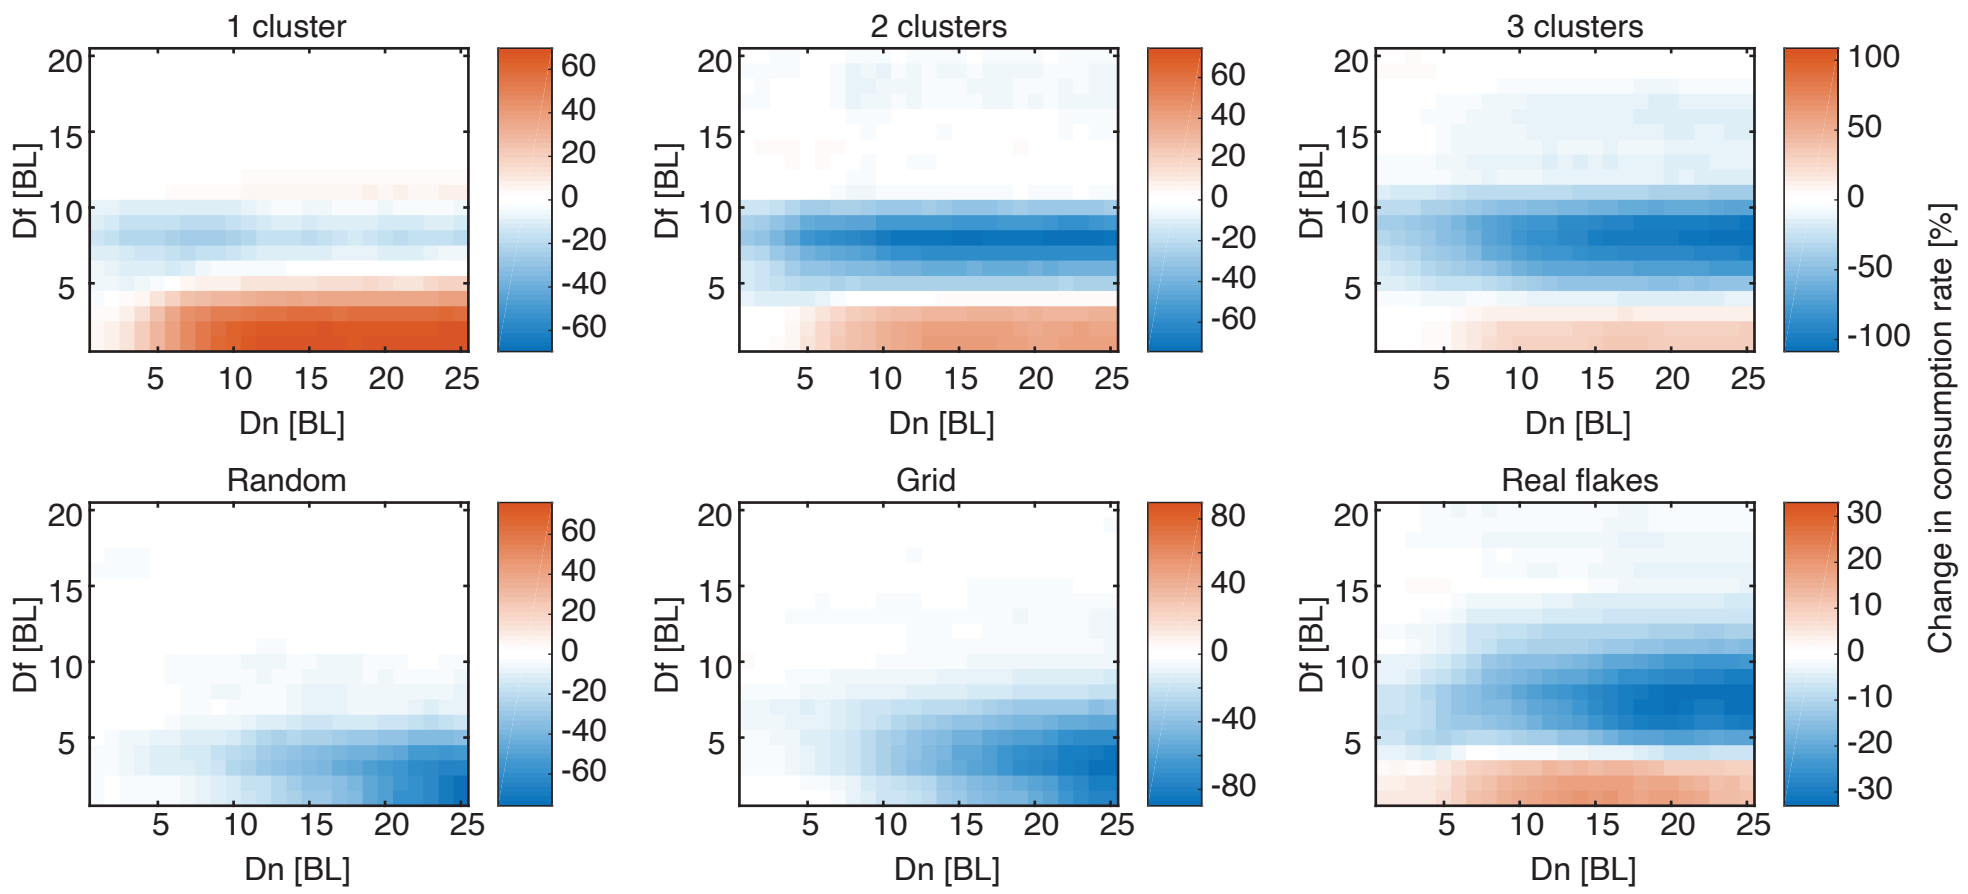 1 cluster
2 clusters
3 clusters
20
15
10
5
Df [BL]
5 10 15 20 25
Dn [BL]
60
40
20
0
-20
-40
-60
20
15
10
5
Df [BL]
5 10 15 20 25
Dn [BL]
60
40
20
0
-20
-40
-60
20
15
10
5
Df [BL]
5 10 15 20 25
Dn [BL]
100
50
0
-50
-100
Change in consumption rate [%]
Random
Grid
Real flakes
20
15
10
5
Df [BL]
5 10 15 20 25
Dn [BL]
60
40
20
0
-20
-40
-60
20
15
10
5
Df [BL]
5 10 15 20 25
Dn [BL]
80
40
0
-40
-80
20
15
10
5
Df [BL]
5 10 15 20 25
Dn [BL]
30
20
10
0
-10
-20
-30